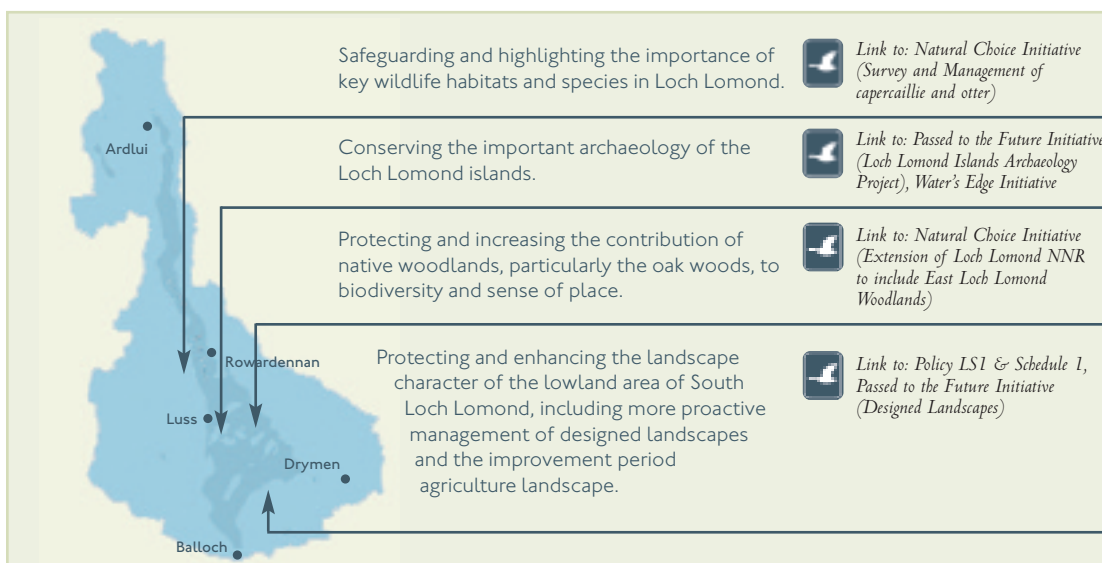 Safeguarding and highlighting the importance of
key wildlife habitats and species in Loch Lomond.
Link to: Natural Choice Initiative
(Survey and Management of
capercaillie and otter)
Conserving the important archaeology of the
Loch Lomond islands.
Link to: Passed to the Future Initiative
(Loch Lomond Islands Archaeology
Project), Water's Edge Initiative
Protecting and increasing the contribution of
native woodlands, particularly the oak woods, to
biodiversity and sense of place.
Link to: Natural Choice Initiative
(Extension of Loch Lomond NNR
to include East Loch Lomond
Woodlands)
Protecting and enhancing the landscape
character of the lowland area of South
Loch Lomond, including more proactive
management of designed landscapes
and the improvement period
agriculture landscape.
Link to: Policy LS1 & Schedule 1,
Passed to the Future Initiative
(Designed Landscapes)
Ardlui
Rowardennan
Luss
Drymen
Balloch